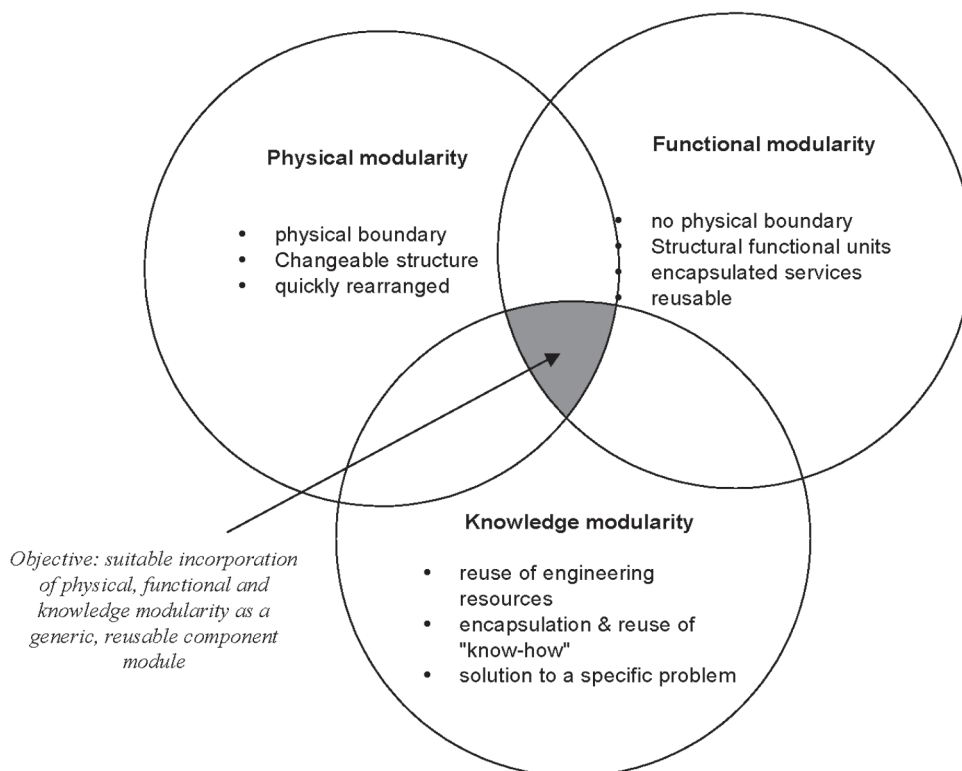 Physical modularity
• physical boundary
• Changeable structure
• quickly rearranged
Functional modularity
• no physical boundary
• Structural functional units
• encapsulated services
• reusable
Knowledge modularity
• reuse of engineering
resources
• encapsulation & reuse of
"know-how"
• solution to a specific problem
Objective: suitable incorporation
of physical, functional and
knowledge modularity as a
generic, reusable component
module